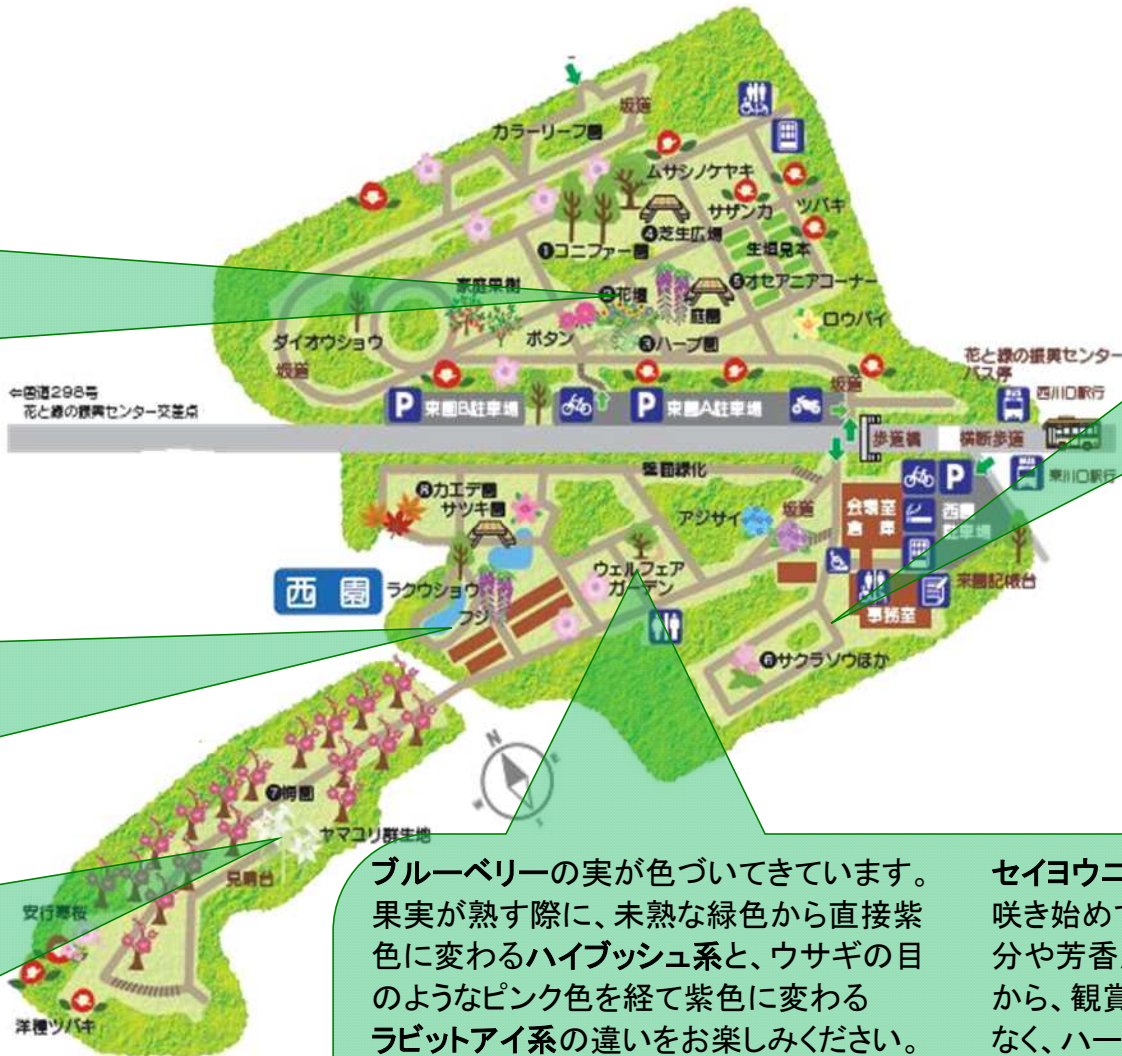 坂道
カラーリーフ園
ムサシノケヤキ
サザンカ
ツバキ
❹芝生広場
生垣見本
❶コニファー園
❺オセアニアコーナー
家庭果樹
❷花壇
庭園
ロウバイ
ダイオウショウ
ボタン
❸ハーブ園
坂道
坂道
花と緑の振興センター
バス停
西川口駅行
⇦国道298号
花と緑の振興センター交差点
P 東園B駐車場
P 東園A駐車場
歩道橋
横断歩道
東川口駅行
壁面緑化
❽カエデ園
サツキ園
アジサイ
坂道
会議室
倉庫
P
西園
駐車場
西園
ラクウショウ
ウェルフェア
ガーデン
来園記帳台
フジ
事務室
❻サクラソウほか
N
E
S
W
❼梅園
ヤマユリ群生地
見晴台
安行寒桜
洋種ツバキ
ブルーベリーの実が色づいてきています。
果実が熟す際に、未熟な緑色から直接紫
色に変わるハイブッシュ系と、ウサギの目
のようなピンク色を経て紫色に変わる
ラビットアイ系の違いをお楽しみください。
セイヨウニ
咲き始めて
分や芳香
から、観賞
なく、ハー